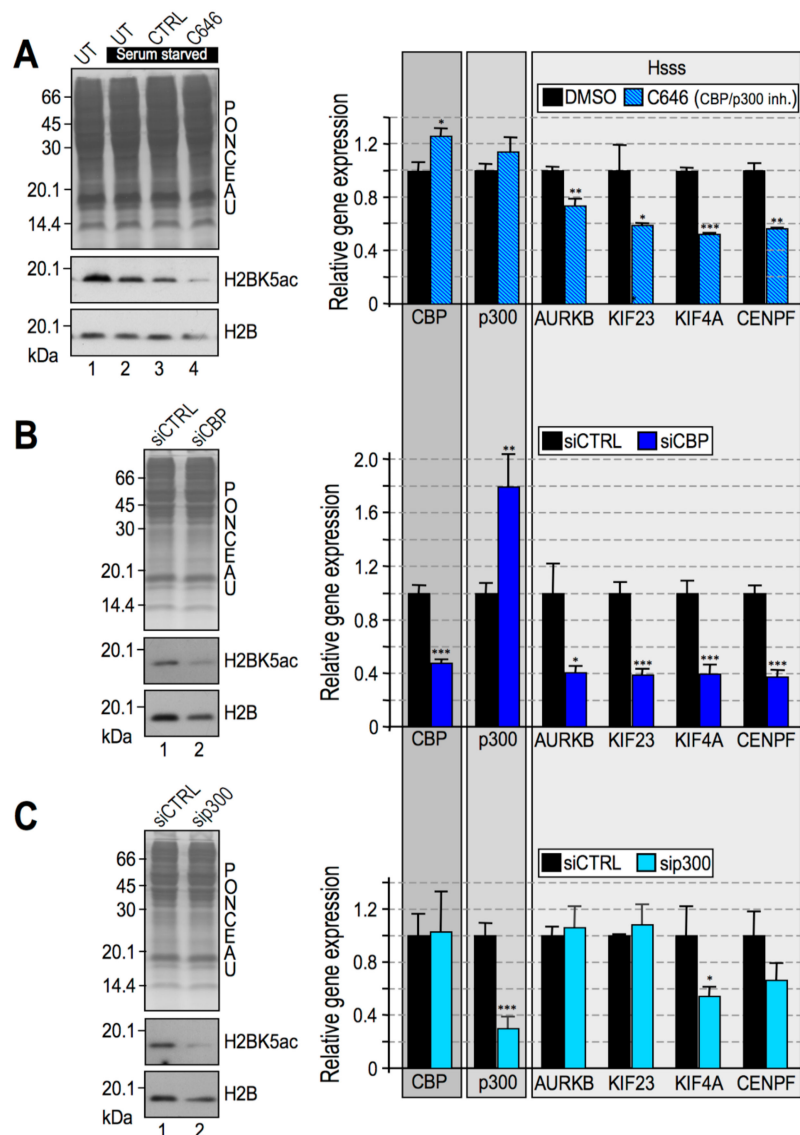 A
UT
UT
CTRL
C646
Serum starved
66
45
30
20.1
14.4
PONCEAU
20.1
H2BK5ac
20.1
H2B
kDa
1 2 3 4
Hsss
DMSO C646 (CBP/p300 inh.)
Relative gene expression
1.2
0.8
0.4
0
*
**
*
***
**
CBP p300 AURKB KIF23 KIF4A CENPF
B
siCTRL
siCBP
66
45
30
20.1
14.4
PONCEAU
20.1
H2BK5ac
20.1
H2B
kDa
1 2
siCTRL siCBP
Relative gene expression
2.0
1.6
1.2
0.8
0.4
0
***
**
*
***
***
***
CBP p300 AURKB KIF23 KIF4A CENPF
C
siCTRL
sip300
66
45
30
20.1
14.4
PONCEAU
20.1
H2BK5ac
20.1
H2B
kDa
1 2
siCTRL sip300
Relative gene expression
1.2
0.8
0.4
0
***
*
CBP p300 AURKB KIF23 KIF4A CENPF